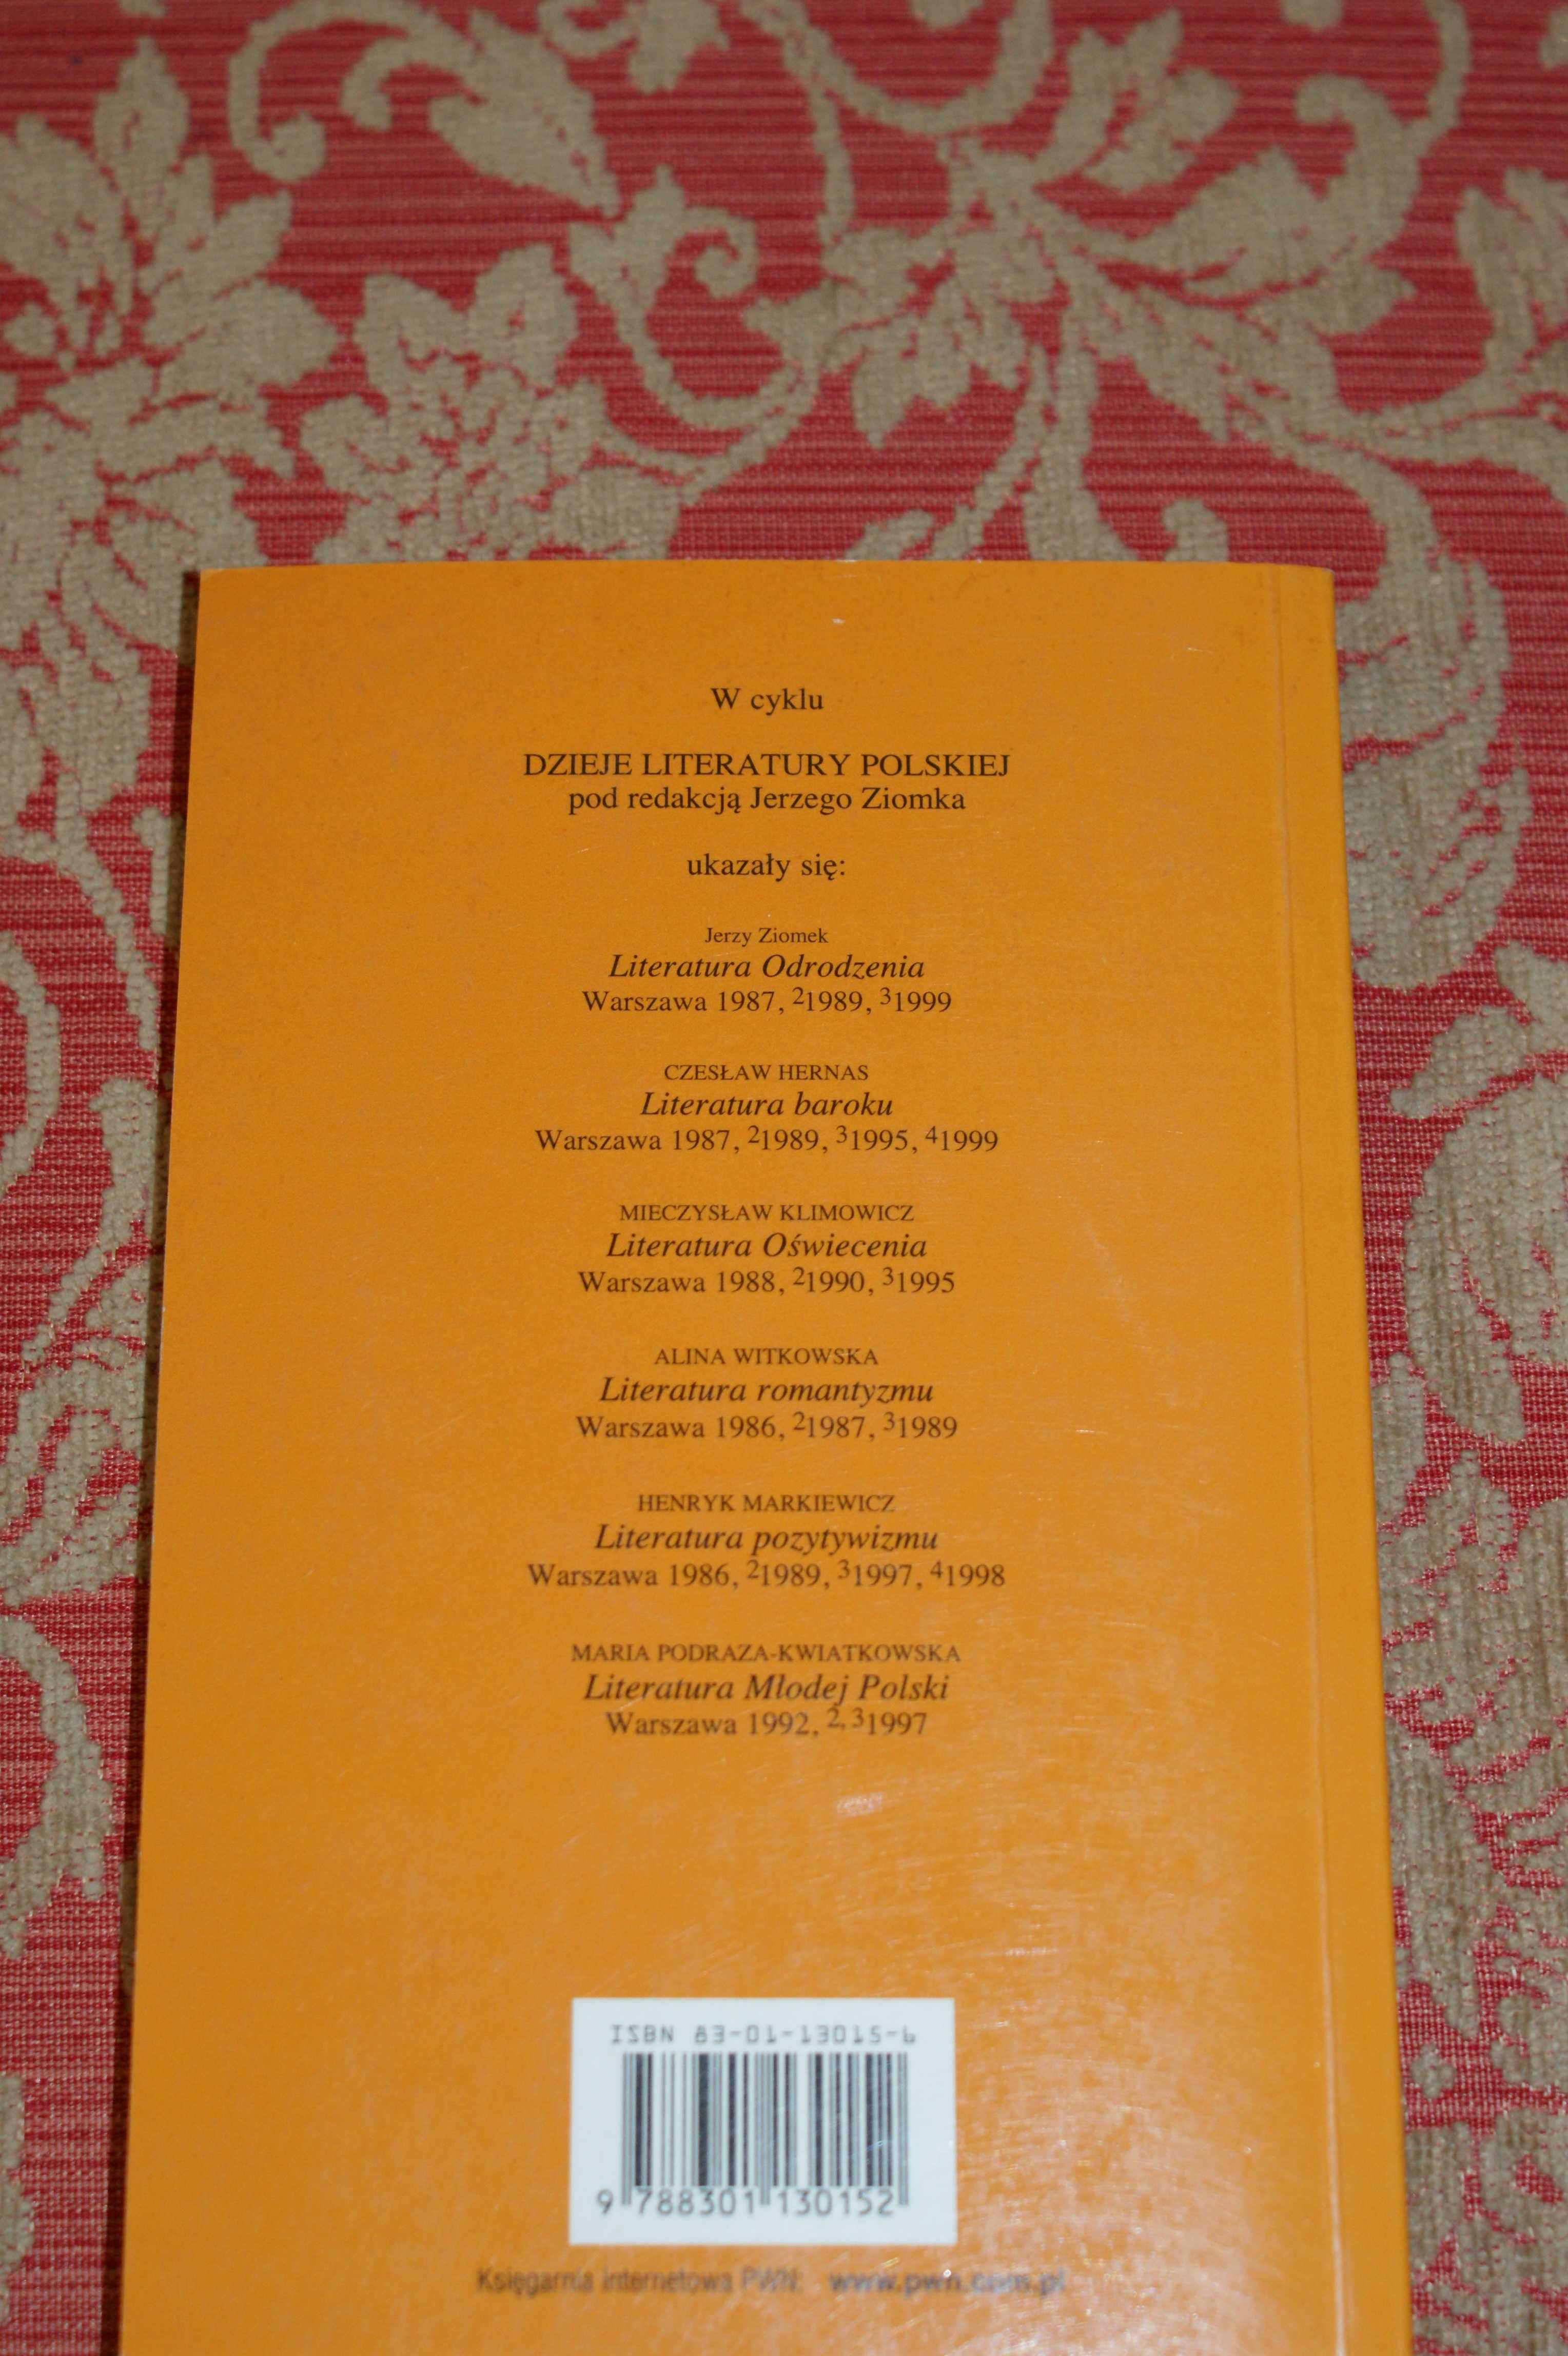 W cyklu
DZIEJE LITERATURY POLSKIEJ
pod redakcją Jerzego Ziomka
ukazały się:
Jerzy Ziomek
Literatura Odrodzenia
Warszawa 1987, ²1989, ³1999
CZESŁAW HERNAS
Literatura baroku
Warszawa 1987, ²1989, ³1995, ⁴1999
MIECZYSŁAW KLIMOWICZ
Literatura Oświecenia
Warszawa 1988, ²1990, ³1995
ALINA WITKOWSKA
Literatura romantyzmu
Warszawa 1986, ²1987, ³1989
HENRYK MARKIEWICZ
Literatura pozytywizmu
Warszawa 1986, ²1989, ³1997, ⁴1998
MARIA PODRAZA-KWIATKOWSKA
Literatura Młodej Polski
Warszawa 1992, ²,³1997
ISBN 83-01-13015-6
9 788301 130152
Księgarnia internetowa PWN: www.pwn.com.pl